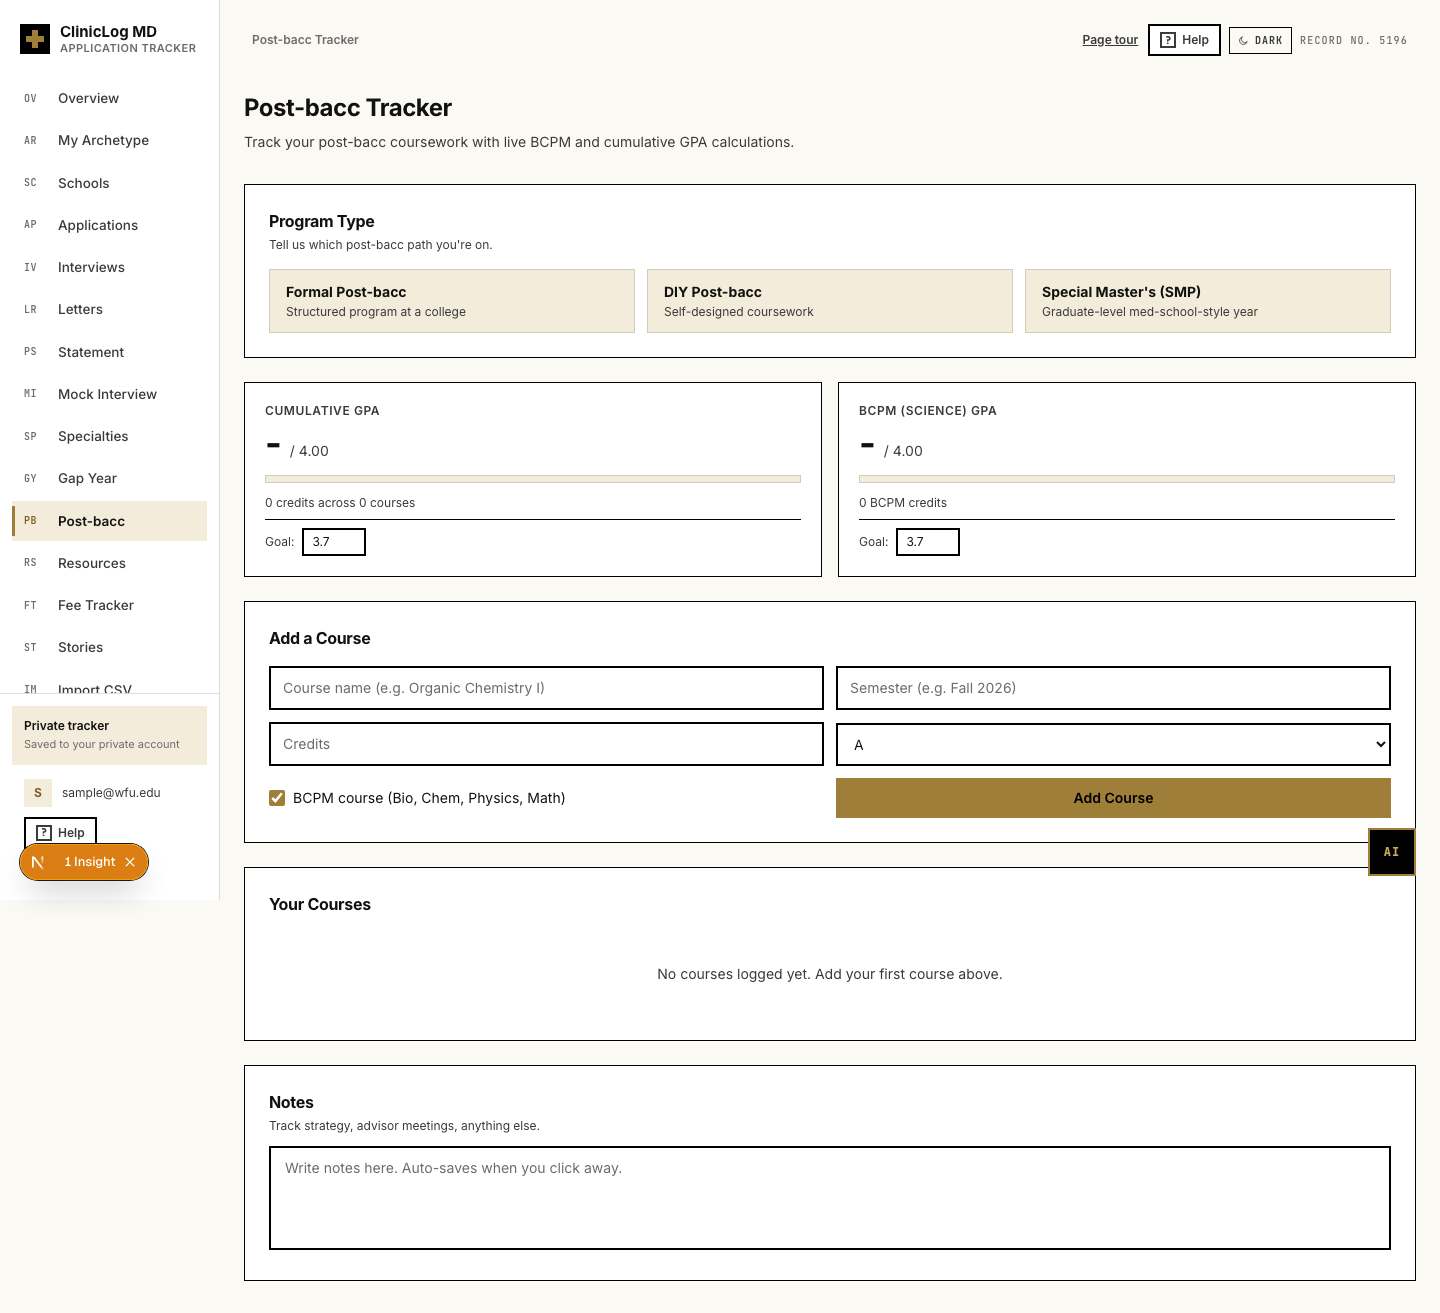 ClinicLog MD
APPLICATION TRACKER
OV Overview
AR My Archetype
SC Schools
AP Applications
IV Interviews
LR Letters
PS Statement
MI Mock Interview
SP Specialties
GY Gap Year
PB Post-bacc
RS Resources
FT Fee Tracker
ST Stories
IM Import CSV
Private tracker
Saved to your private account
S sample@wfu.edu
? Help
N 1 Insight
Post-bacc Tracker
Page tour
? Help
DARK
RECORD NO. 5196
Post-bacc Tracker
Track your post-bacc coursework with live BCPM and cumulative GPA calculations.
Program Type
Tell us which post-bacc path you're on.
Formal Post-bacc
Structured program at a college
DIY Post-bacc
Self-designed coursework
Special Master's (SMP)
Graduate-level med-school-style year
CUMULATIVE GPA
- / 4.00
0 credits across 0 courses
Goal: 3.7
BCPM (SCIENCE) GPA
- / 4.00
0 BCPM credits
Goal: 3.7
Add a Course
Course name (e.g. Organic Chemistry I)
Semester (e.g. Fall 2026)
Credits
A
BCPM course (Bio, Chem, Physics, Math)
Add Course
AI
Your Courses
No courses logged yet. Add your first course above.
Notes
Track strategy, advisor meetings, anything else.
Write notes here. Auto-saves when you click away.